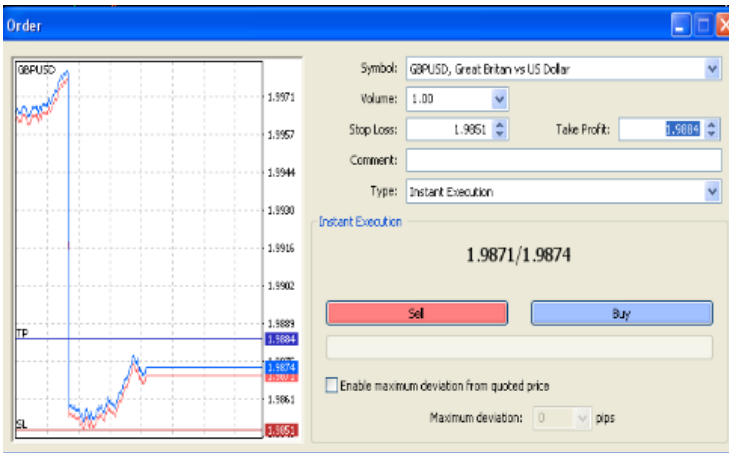 Order
GBPUSD
1.9971
1.9957
1.9944
1.9930
1.9916
1.9902
1.9889
TP
1.9884
1.9874
1.9861
SL
1.9851
Symbol: GBPUSD, Great Britan vs US Dollar
Volume: 1.00
Stop Loss: 1.9851 Take Profit: 1.9884
Comment:
Type: Instant Execution
Instant Execution
1.9871/1.9874
Sell Buy
Enable maximum deviation from quoted price
Maximum deviation: 0 pips